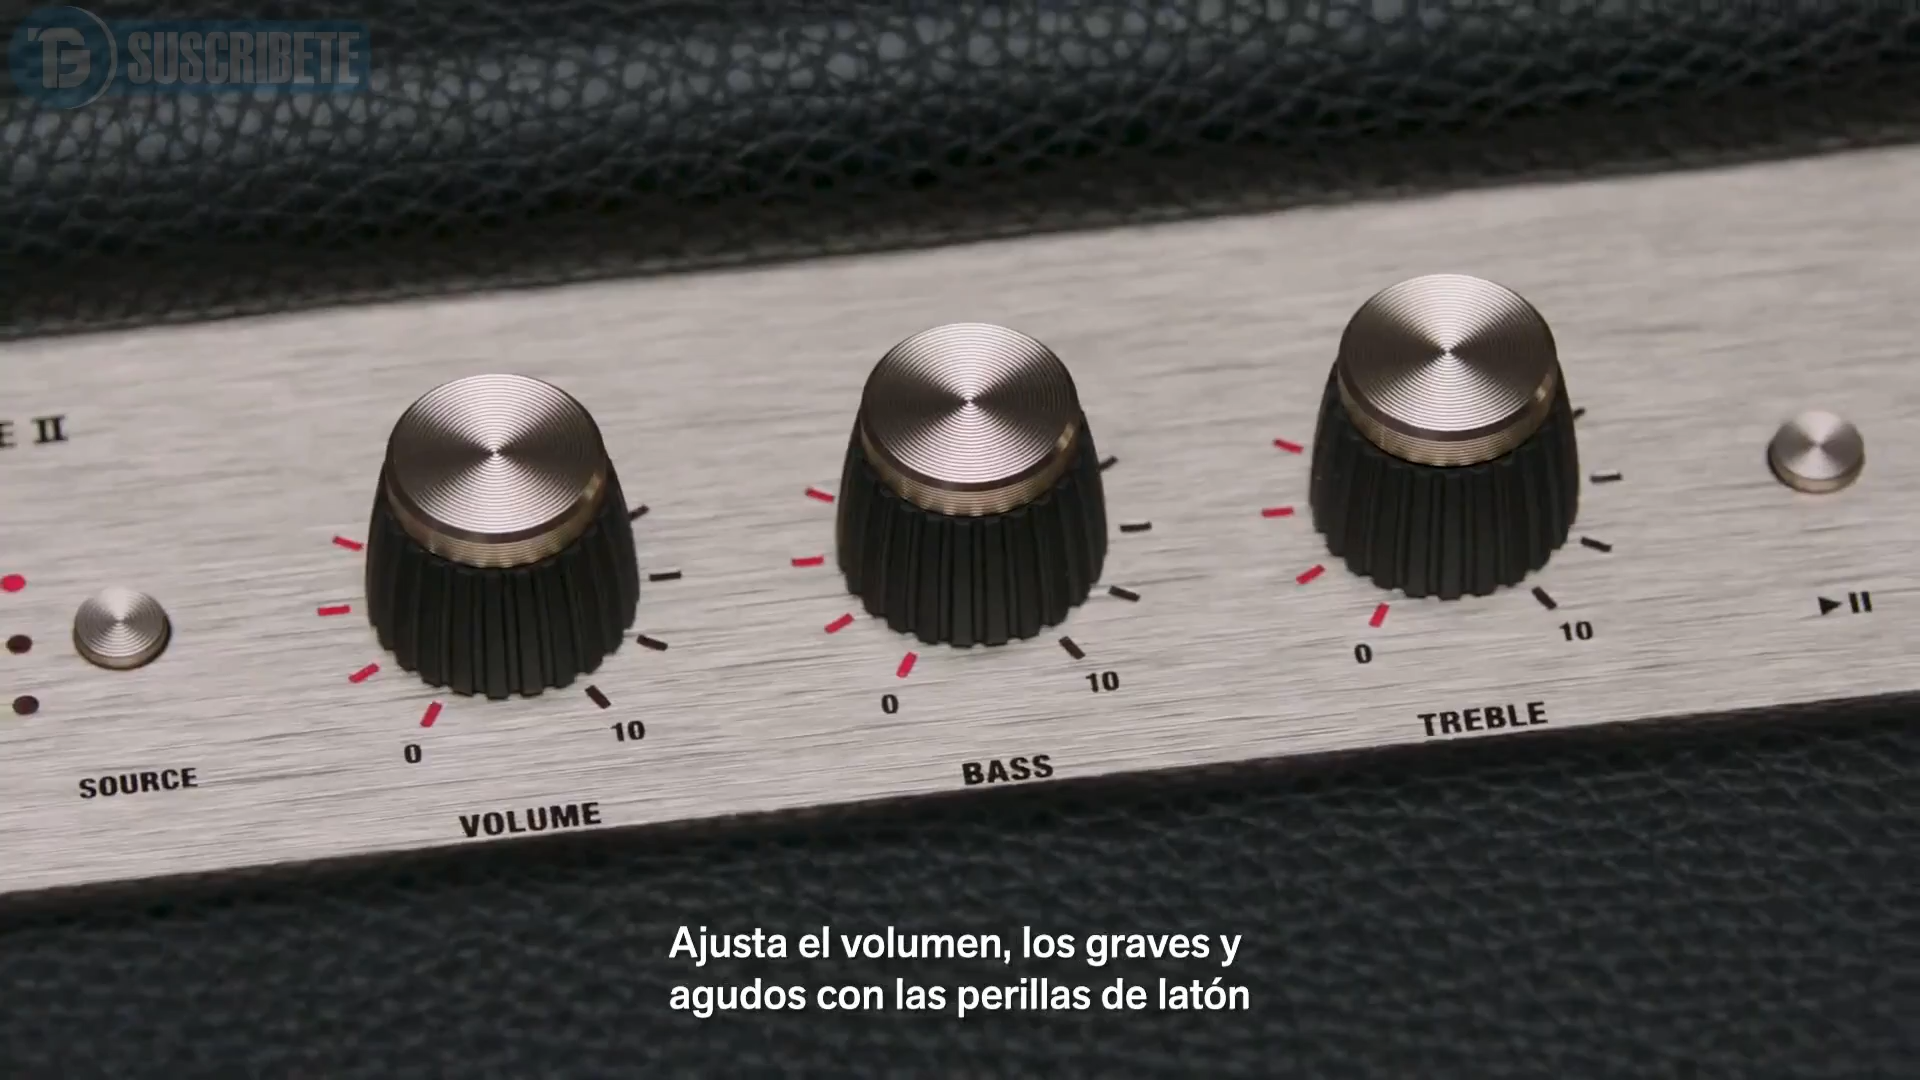 TG SUSCRIBETE
E II
SOURCE
0
10
VOLUME
0
10
BASS
0
10
TREBLE
Ajusta el volumen, los graves y
agudos con las perillas de latón